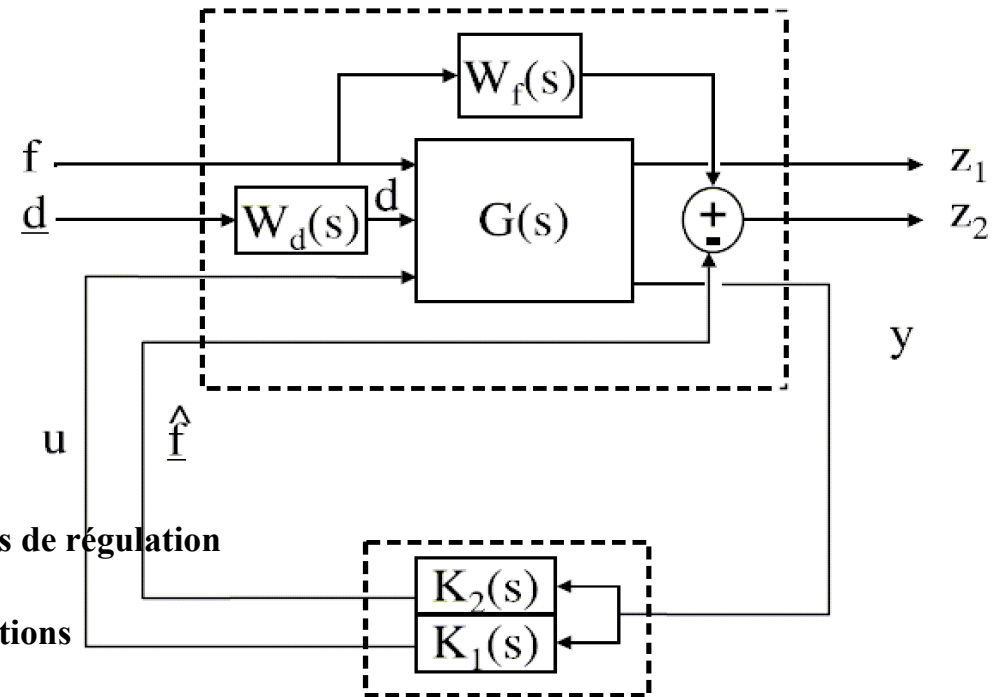 W_f(s)
f
z_1
d
W_d(s)
d
G(s)
+
-
z_2
y
u
f̂
s de régulation
K_2(s)
tions
K_1(s)